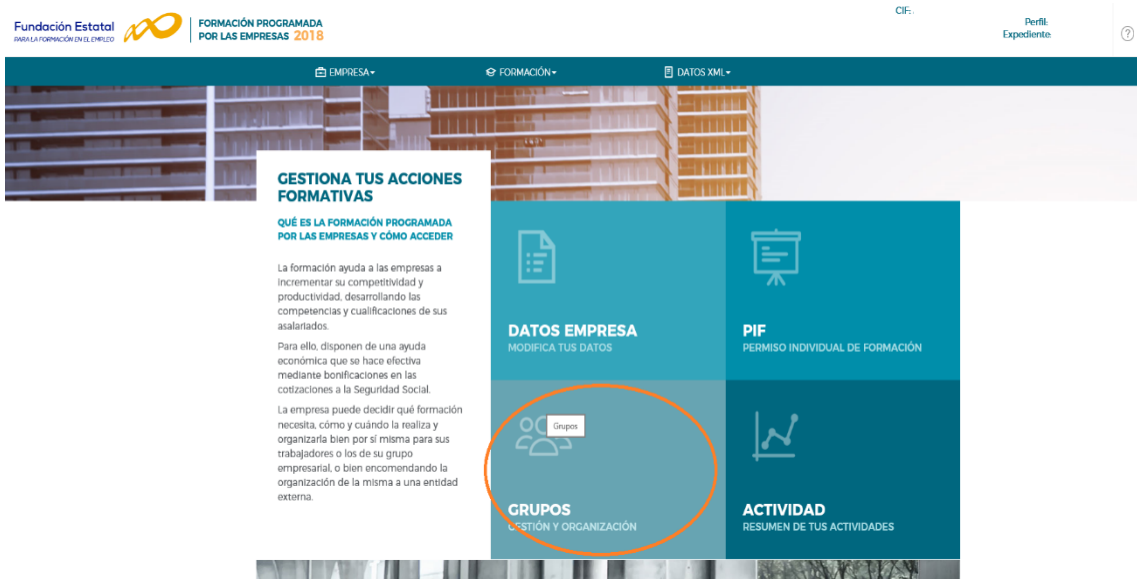 Fundación Estatal
PARA LA FORMACIÓN EN EL EMPLEO
FORMACIÓN PROGRAMADA
POR LAS EMPRESAS 2018
CIF:
Perfil:
Expediente:
?
EMPRESA
FORMACIÓN
DATOS XML
GESTIONA TUS ACCIONES
FORMATIVAS
QUÉ ES LA FORMACIÓN PROGRAMADA
POR LAS EMPRESAS Y CÓMO ACCEDER
La formación ayuda a las empresas a
incrementar su competitividad y
productividad, desarrollando las
competencias y cualificaciones de sus
asalariados.
Para ello, disponen de una ayuda
económica que se hace efectiva
mediante bonificaciones en las
cotizaciones a la Seguridad Social.
La empresa puede decidir qué formación
necesita, cómo y cuándo la realiza y
organizarla bien por sí misma para sus
trabajadores o los de su grupo
empresarial, o bien encomendando la
organización de la misma a una entidad
externa.
DATOS EMPRESA
MODIFICA TUS DATOS
PIF
PERMISO INDIVIDUAL DE FORMACIÓN
Grupos
GRUPOS
GESTIÓN Y ORGANIZACIÓN
ACTIVIDAD
RESUMEN DE TUS ACTIVIDADES